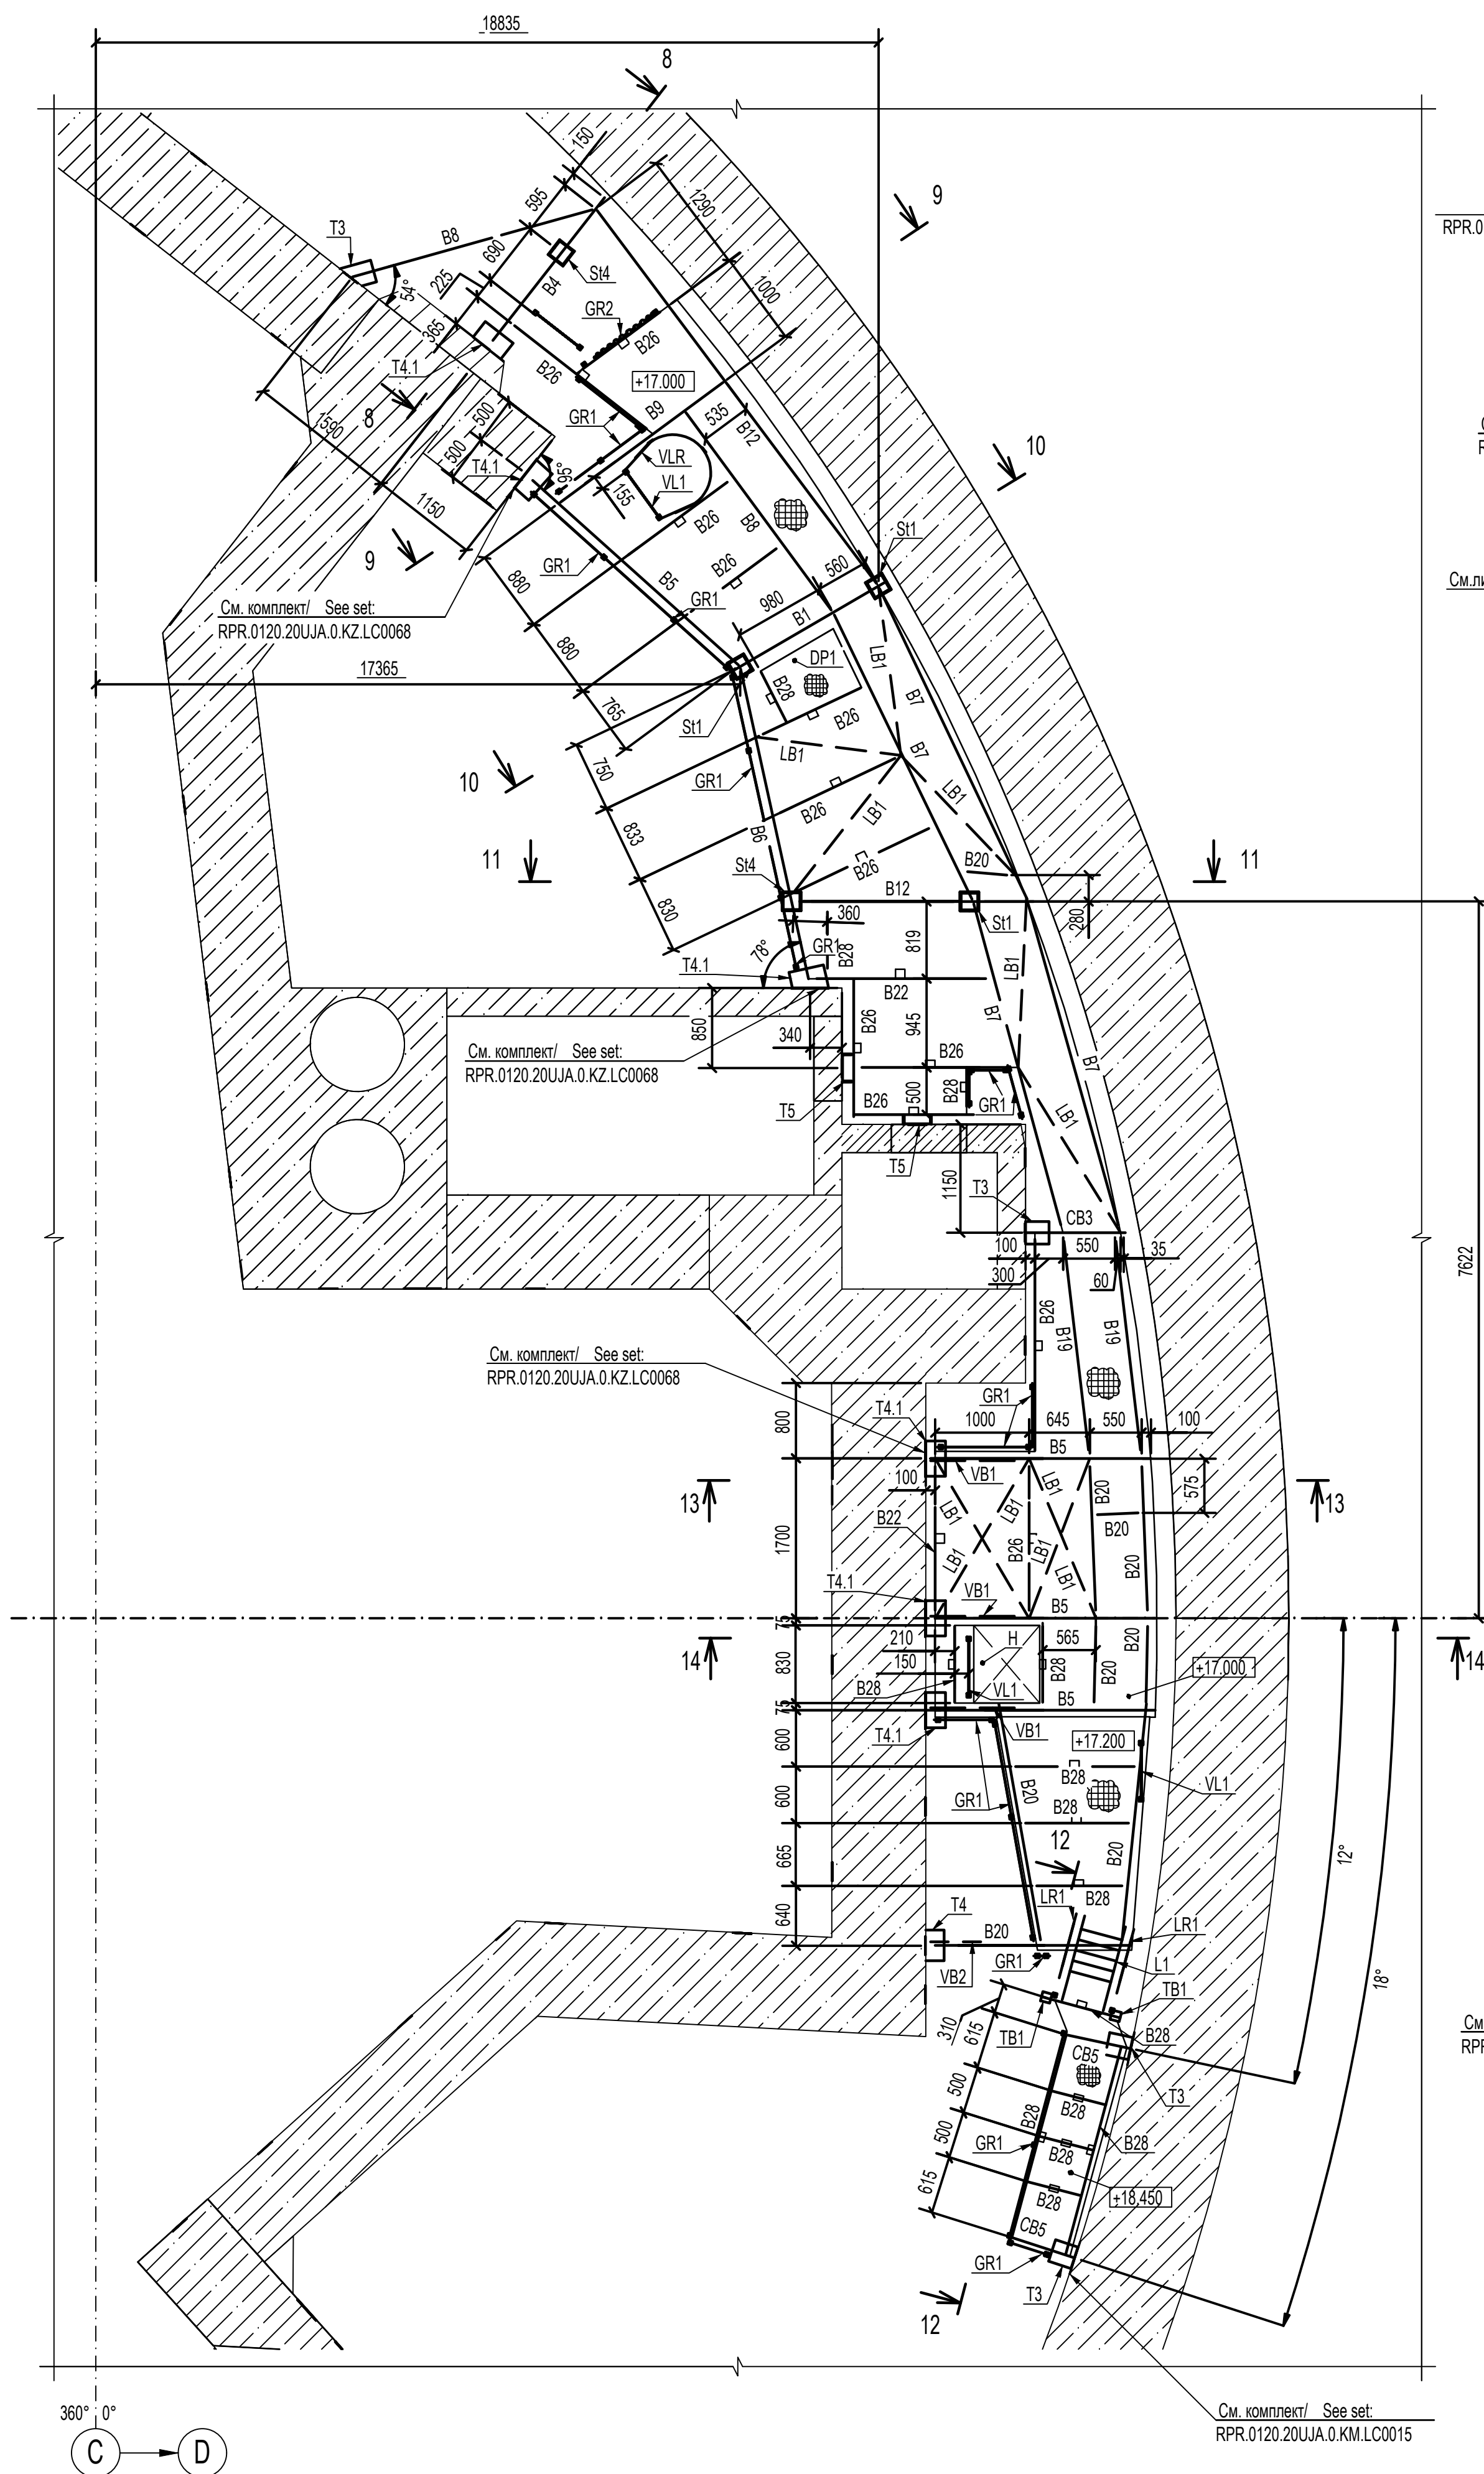 18835
8
150
595
9
1290
RPR.0
T3
B8
690
St4
225
B4
54°
1000
GR2
B26
365
T4.1
B26
+17.000
8
1590
500
GR1
B9
535
B12
10
500
T4.1
95°
VLR
VL1
155
1150
B26
B8
9
St1
GR1
B5
B26
560
880
См. комплект/ See set:
RPR.0120.20UJA.0.KZ.LC0068
GR1
980
B1
См.ли
DP1
LB1
880
17365
B28
B7
765
St1
B26
B7
LB1
750
10
GR1
LB1
833
B26
LB1
B6
11
11
St4
B26
B20
B12
830
360
St1
280
819
78°
GR1
B28
T4.1
B22
LB1
850
340
B26
945
B7
См. комплект/ See set:
RPR.0120.20UJA.0.KZ.LC0068
B26
B7
B26
500
B28
GR1
LB1
T5
T5
1150
T3
CB3
100
550
35
300
60
7622
B26
B19
B19
См. комплект/ See set:
RPR.0120.20UJA.0.KZ.LC0068
GR1
T4.1
800
1000
645
550
100
B5
VB1
100
LB1
B20
575
13
13
B22
LB1
LB1
B20
1700
LB1
B26
LB1
LB1
B20
T4.1
VB1
B5
75
210
H
565
B20
14
14
830
150
B28
B20
+17.000
B28
VL1
B5
75
T4.1
VB1
600
+17.200
B28
VL1
B20
600
GR1
B28
12
B20
12°
665
B28
LR1
640
T4
B20
LR1
GR1
L1
VB2
TB1
18°
310
615
TB1
B28
CB5
См
RPR
500
B28
B28
T3
500
GR1
B28
B28
615
B28
+18.450
CB5
GR1
T3
12
См. комплект/ See set:
RPR.0120.20UJA.0.KM.LC0015
360° 0°
C
D